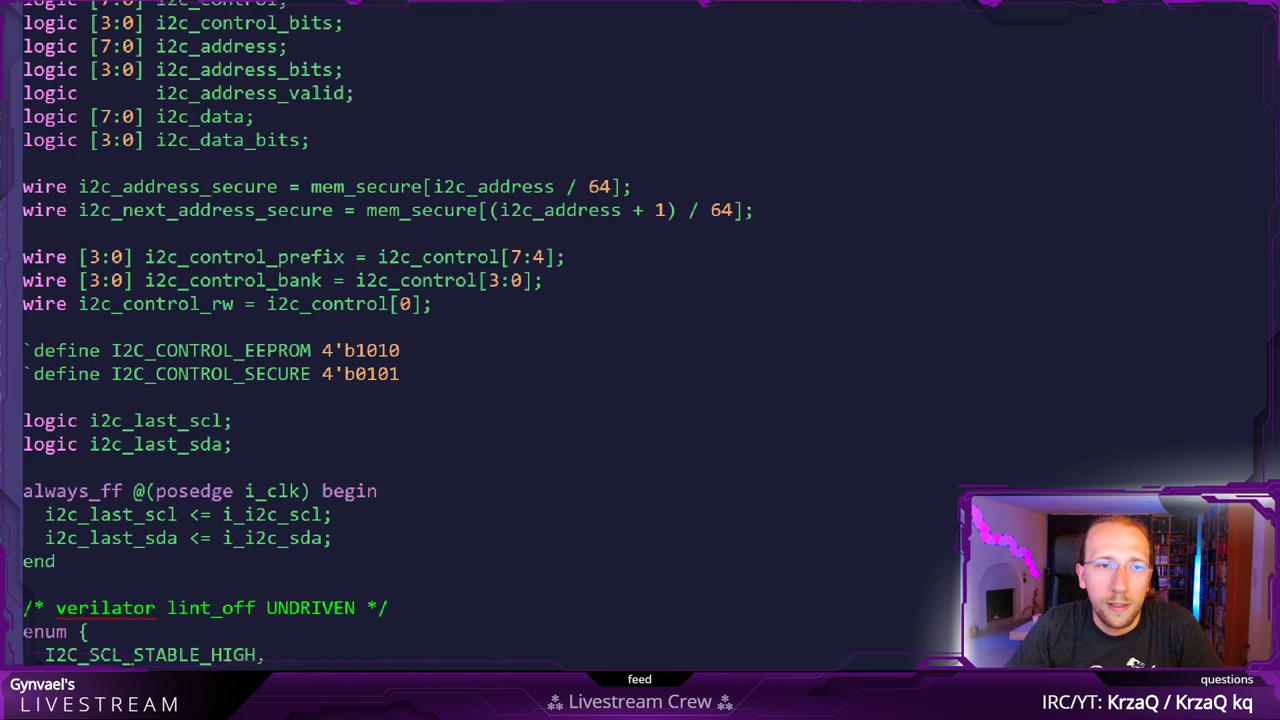 logic [7:0] i2c_control;
logic [3:0] i2c_control_bits;
logic [7:0] i2c_address;
logic [3:0] i2c_address_bits;
logic       i2c_address_valid;
logic [7:0] i2c_data;
logic [3:0] i2c_data_bits;
wire i2c_address_secure = mem_secure[i2c_address / 64];
wire i2c_next_address_secure = mem_secure[(i2c_address + 1) / 64];
wire [3:0] i2c_control_prefix = i2c_control[7:4];
wire [3:0] i2c_control_bank = i2c_control[3:0];
wire i2c_control_rw = i2c_control[0];
`define I2C_CONTROL_EEPROM 4'b1010
`define I2C_CONTROL_SECURE 4'b0101
logic i2c_last_scl;
logic i2c_last_sda;
always_ff @(posedge i_clk) begin
  i2c_last_scl <= i_i2c_scl;
  i2c_last_sda <= i_i2c_sda;
end
/* verilator lint_off UNDRIVEN */
enum {
  I2C_SCL_STABLE_HIGH,
Gynvael's
LIVESTREAM
feed
⁂ Livestream Crew ⁂
questions
IRC/YT: KrzaQ / KrzaQ kq